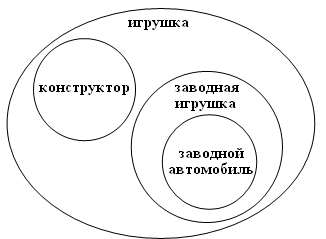 игрушка
конструктор
заводная
игрушка
заводной
автомобиль